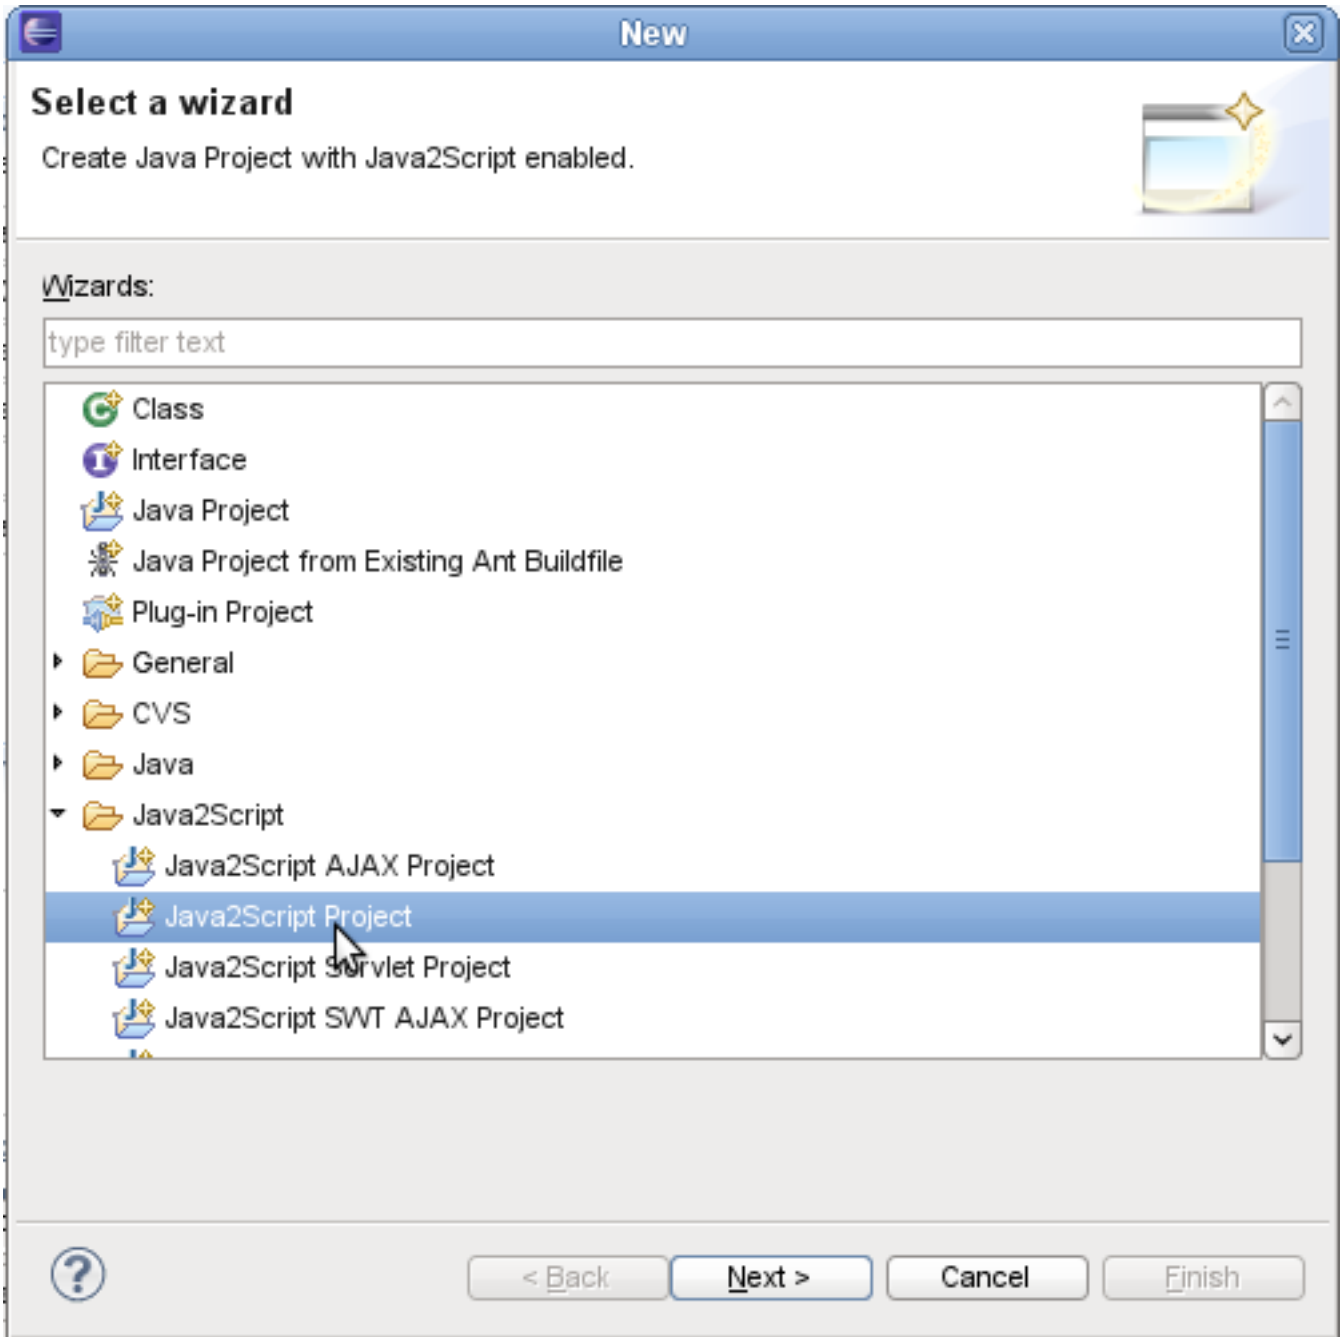 New
Select a wizard
Create Java Project with Java2Script enabled.
Wizards:
type filter text
Class
Interface
Java Project
Java Project from Existing Ant Buildfile
Plug-in Project
General
CVS
Java
Java2Script
Java2Script AJAX Project
Java2Script Project
Java2Script Servlet Project
Java2Script SWT AJAX Project
< Back Next > Cancel Finish